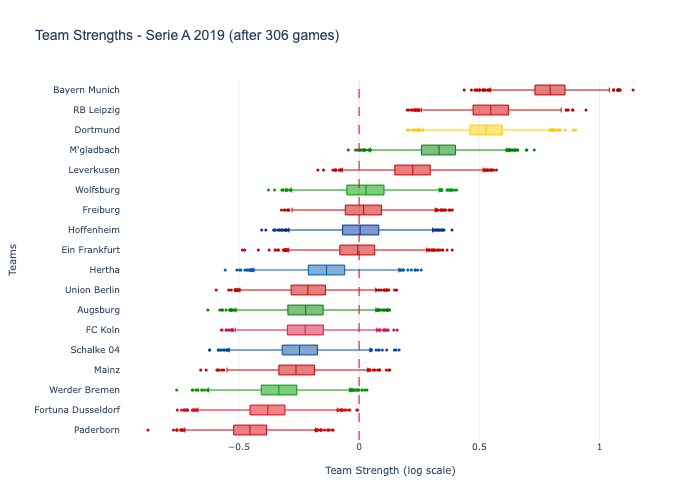 Team Strengths - Serie A 2019 (after 306 games)
Bayern Munich
RB Leipzig
Dortmund
M'gladbach
Leverkusen
Wolfsburg
Freiburg
Hoffenheim
Ein Frankfurt
Hertha
Union Berlin
Augsburg
FC Koln
Schalke 04
Mainz
Werder Bremen
Fortuna Dusseldorf
Paderborn
Teams
−0.5 0 0.5 1
Team Strength (log scale)